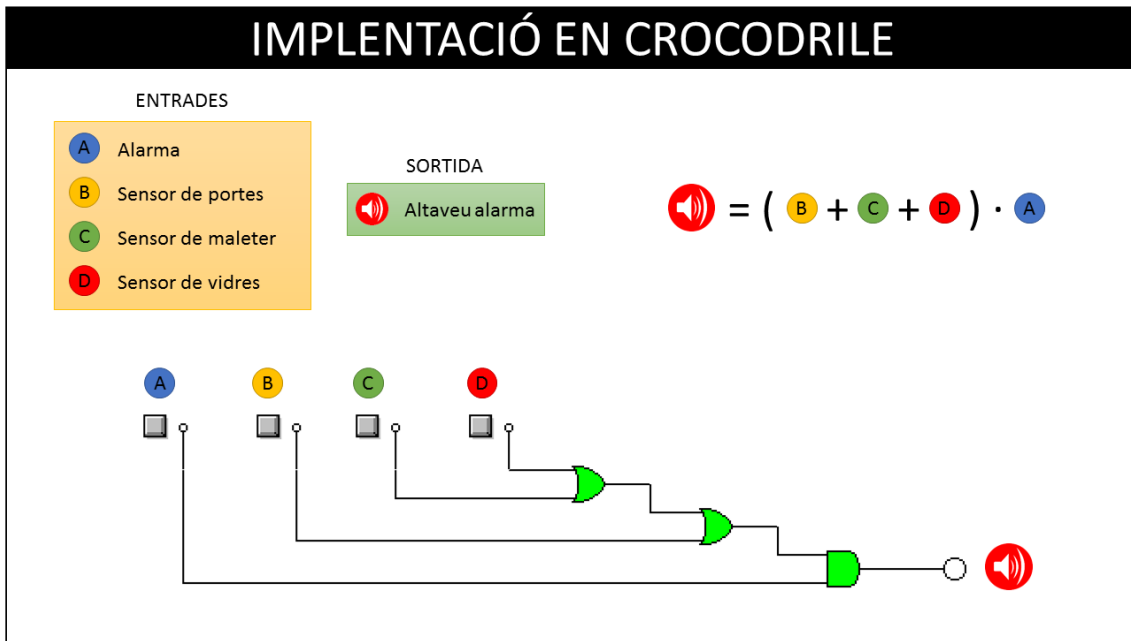 IMPLENTACIÓ EN CROCODRILE
ENTRADES
A Alarma
B Sensor de portes
C Sensor de maleter
D Sensor de vidres
SORTIDA
Altaveu alarma
= ( B + C + D ) · A
A B C D